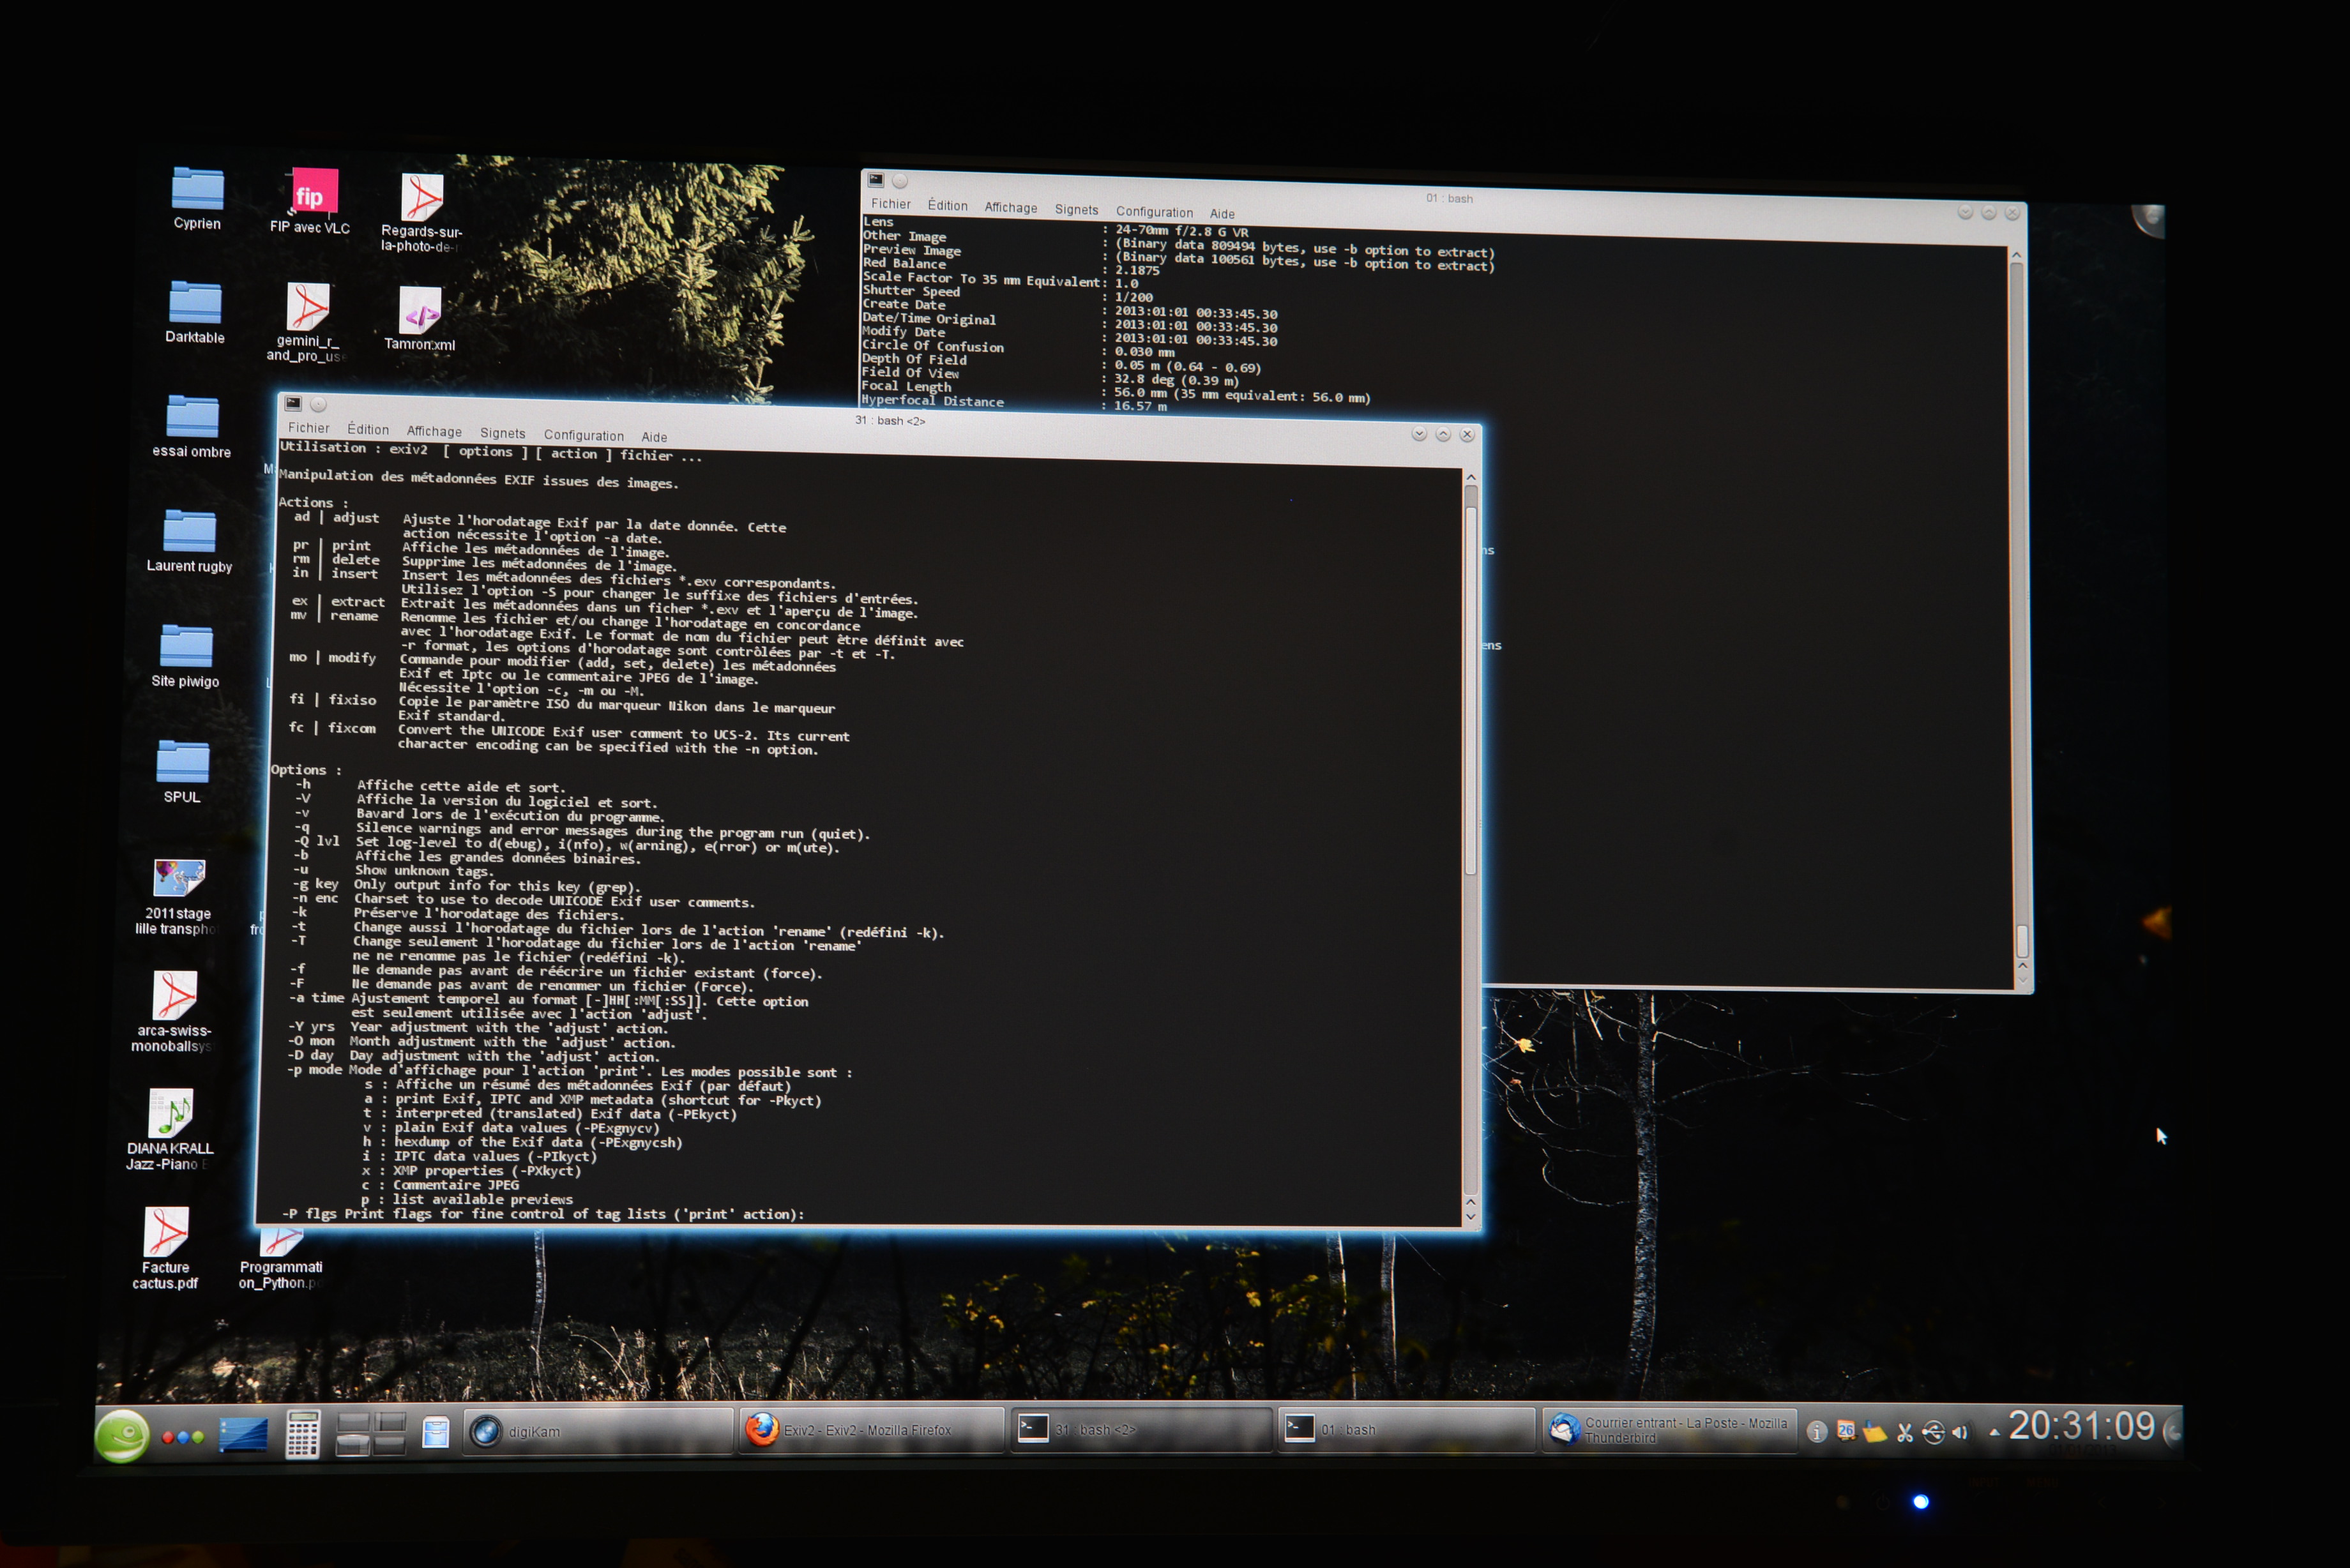 Cyprien
FIP avec VLC
fip
Regards-sur-
la-photo-de-
Darktable
gemini_r_
and_pro_use
Tamron.xml
essai ombre
Laurent rugby
Site piwigo
SPUL
2011stage
lille transpho
arca-swiss-
monoballsys
DIANA KRALL
Jazz -Piano
Facture
cactus.pdf
Programmati
on_Python.pd
01 : bash
Fichier Édition Affichage Signets Configuration Aide
Lens : 24-70mm f/2.8 G VR
Other Image : (Binary data 809494 bytes, use -b option to extract)
Preview Image : (Binary data 100561 bytes, use -b option to extract)
Red Balance : 2.1875
Scale Factor To 35 mm Equivalent: 1.0
Shutter Speed : 1/200
Create Date : 2013:01:01 00:33:45.30
Date/Time Original : 2013:01:01 00:33:45.30
Modify Date : 2013:01:01 00:33:45.30
Circle Of Confusion : 0.030 mm
Depth Of Field : 0.05 m (0.64 - 0.69)
Field Of View : 32.8 deg (0.39 m)
Focal Length : 56.0 mm (35 mm equivalent: 56.0 mm)
Hyperfocal Distance : 16.57 m
ns
ens
31 : bash <2>
Fichier Édition Affichage Signets Configuration Aide
Utilisation : exiv2 [ options ] [ action ] fichier ...
Manipulation des métadonnées EXIF issues des images.
Actions :
ad | adjust Ajuste l'horodatage Exif par la date donnée. Cette
action nécessite l'option -a date.
pr | print Affiche les métadonnées de l'image.
rm | delete Supprime les métadonnées de l'image.
in | insert Insert les métadonnées des fichiers *.exv correspondants.
Utilisez l'option -S pour changer le suffixe des fichiers d'entrées.
ex | extract Extrait les métadonnées dans un ficher *.exv et l'aperçu de l'image.
mv | rename Renomme les fichier et/ou change l'horodatage en concordance
avec l'horodatage Exif. Le format de nom du fichier peut être définit avec
-r format, les options d'horodatage sont contrôlées par -t et -T.
mo | modify Commande pour modifier (add, set, delete) les métadonnées
Exif et Iptc ou le commentaire JPEG de l'image.
Nécessite l'option -c, -m ou -M.
fi | fixiso Copie le paramètre ISO du marqueur Nikon dans le marqueur
Exif standard.
fc | fixcom Convert the UNICODE Exif user comment to UCS-2. Its current
character encoding can be specified with the -n option.
Options :
-h Affiche cette aide et sort.
-V Affiche la version du logiciel et sort.
-v Bavard lors de l'exécution du programme.
-q Silence warnings and error messages during the program run (quiet).
-Q lvl Set log-level to d(ebug), i(nfo), w(arning), e(rror) or m(ute).
-b Affiche les grandes données binaires.
-u Show unknown tags.
-g key Only output info for this key (grep).
-n enc Charset to use to decode UNICODE Exif user comments.
-k Préserve l'horodatage des fichiers.
-t Change aussi l'horodatage du fichier lors de l'action 'rename' (redéfini -k).
-T Change seulement l'horodatage du fichier lors de l'action 'rename'
ne ne renomme pas le fichier (redéfini -k).
-f Ne demande pas avant de réécrire un fichier existant (force).
-F Ne demande pas avant de renommer un fichier (Force).
-a time Ajustement temporel au format [-]HH[:MM[:SS]]. Cette option
est seulement utilisée avec l'action 'adjust'.
-Y yrs Year adjustment with the 'adjust' action.
-O mon Month adjustment with the 'adjust' action.
-D day Day adjustment with the 'adjust' action.
-p mode Mode d'affichage pour l'action 'print'. Les modes possible sont :
s : Affiche un résumé des métadonnées Exif (par défaut)
a : print Exif, IPTC and XMP metadata (shortcut for -Pkyct)
t : interpreted (translated) Exif data (-PEkyct)
v : plain Exif data values (-PExgnycv)
h : hexdump of the Exif data (-PExgnycsh)
i : IPTC data values (-PIkyct)
x : XMP properties (-PXkyct)
c : Commentaire JPEG
p : list available previews
-P flgs Print flags for fine control of tag lists ('print' action):
digiKam
Exiv2 - Exiv2 - Mozilla Firefox
31 : bash <2>
01 : bash
Courrier entrant - La Poste - Mozilla
Thunderbird
26
20:31:09